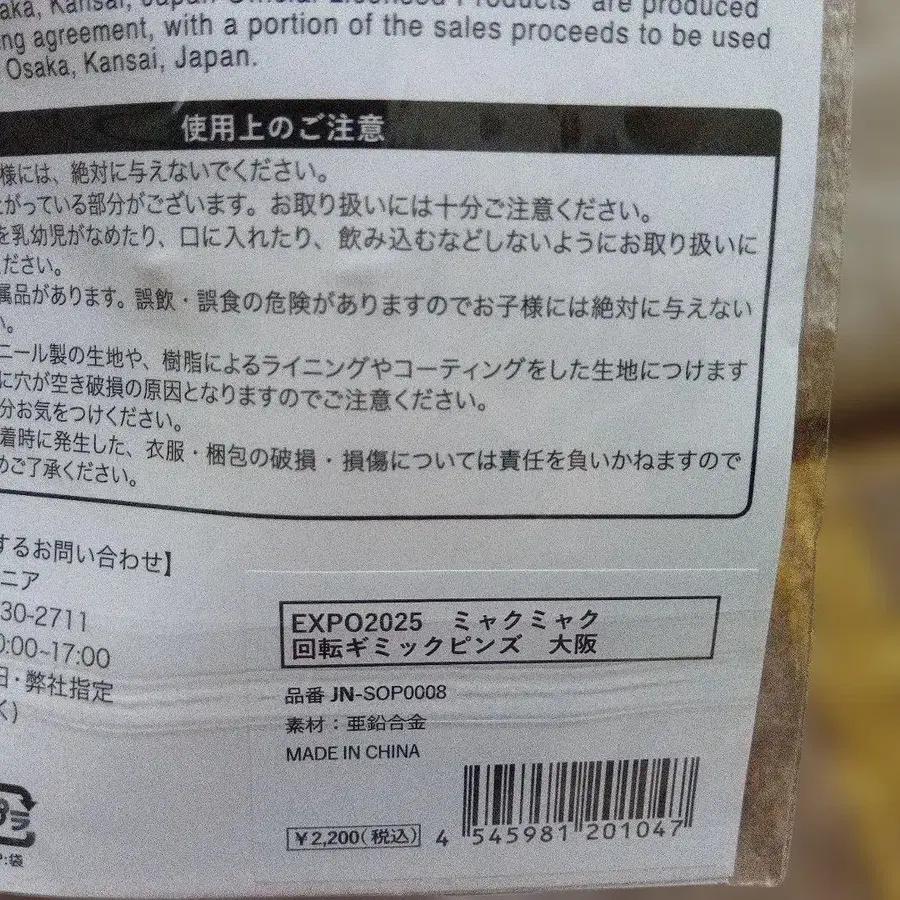 aka, Kansai, Japan Official Licensed Products" are produced
ng agreement, with a portion of the sales proceeds to be used
Osaka, Kansai, Japan.
使用上のご注意
様には、絶対に与えないでください。
がっている部分がございます。お取り扱いには十分ご注意ください。
を乳幼児がなめたり、口に入れたり、飲み込むなどしないようにお取り扱いに
ださい。
属品があります。誤飲・誤食の危険がありますのでお子様には絶対に与えない
い。
ニール製の生地や、樹脂によるライニングやコーティングをした生地につけます
に穴が空き破損の原因となりますのでご注意ください。
分お気をつけください。
着時に発生した、衣服・梱包の破損・損傷については責任を負いかねますので
めご了承ください。
するお問い合わせ】
ニア
30-2711
0:00~17:00
日・弊社指定
く)
EXPO2025 ミャクミャク
回転ギミックピンズ 大阪
品番 JN-SOP0008
素材：亜鉛合金
MADE IN CHINA
¥2,200(税込)
4 545981 201047
プラ
P:袋